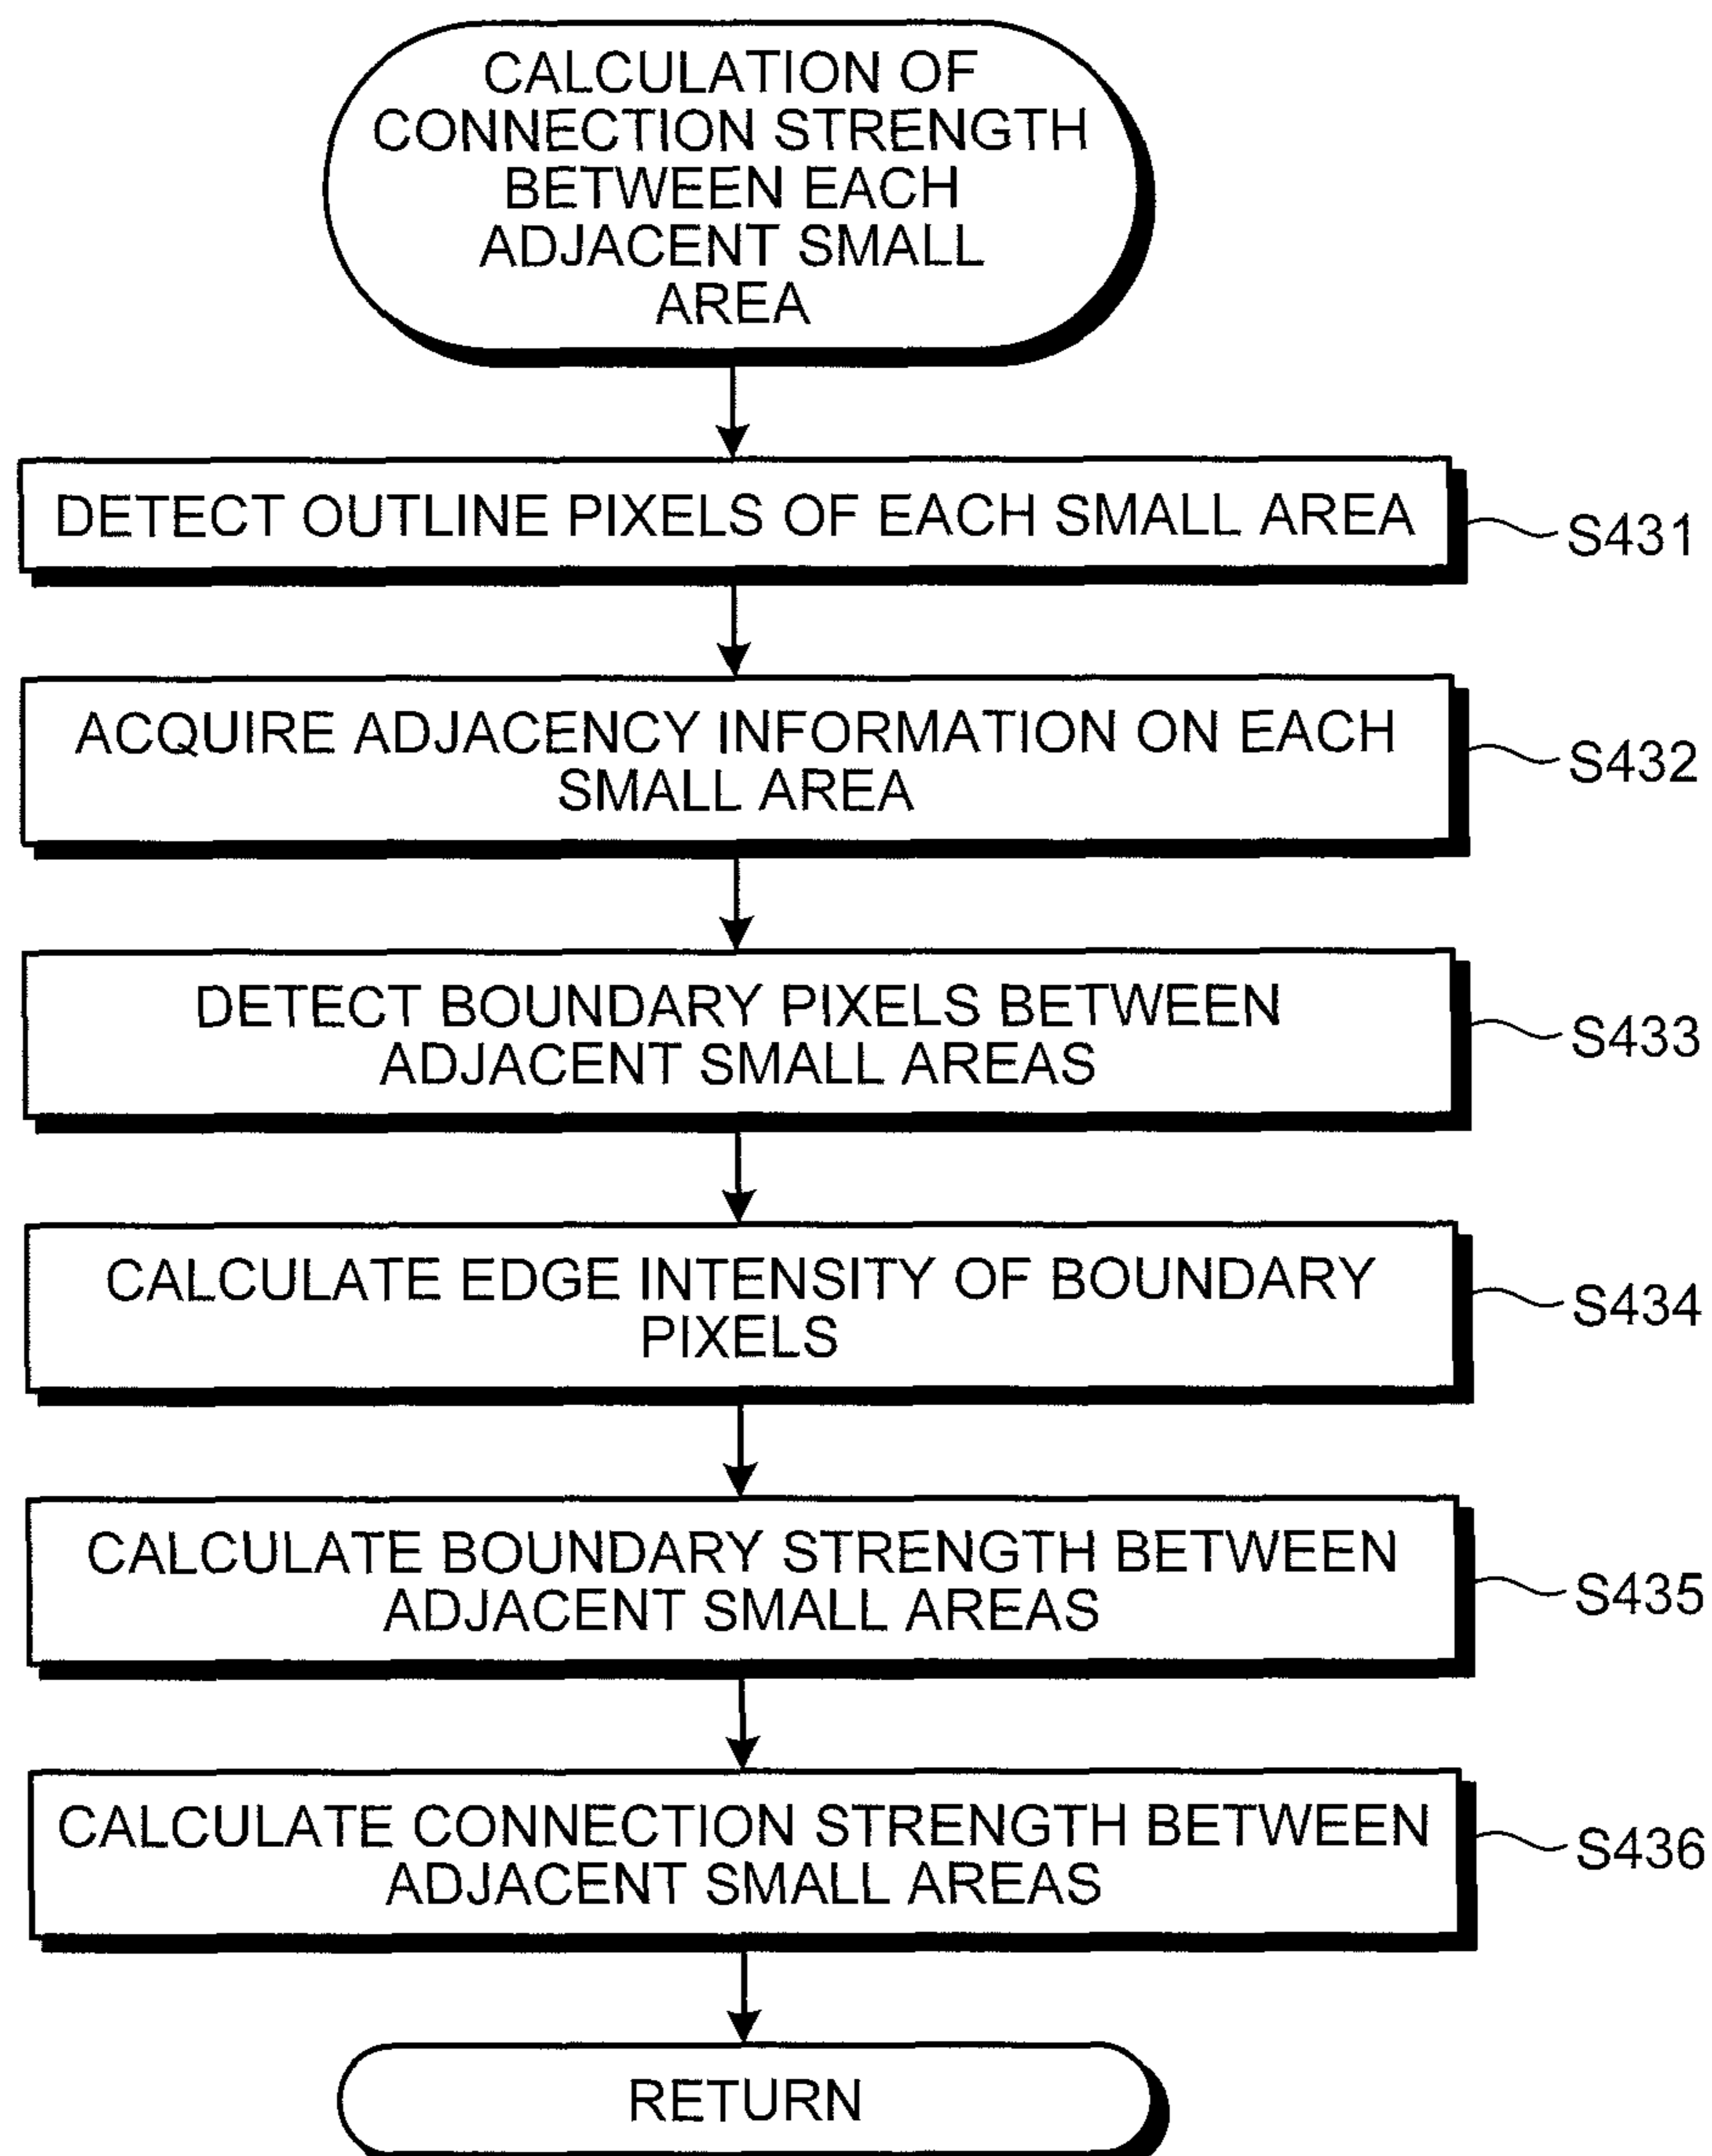 CALCULATION OF
CONNECTION STRENGTH
BETWEEN EACH
ADJACENT SMALL
AREA
DETECT OUTLINE PIXELS OF EACH SMALL AREA
S431
ACQUIRE ADJACENCY INFORMATION ON EACH
SMALL AREA
S432
DETECT BOUNDARY PIXELS BETWEEN
ADJACENT SMALL AREAS
S433
CALCULATE EDGE INTENSITY OF BOUNDARY
PIXELS
S434
CALCULATE BOUNDARY STRENGTH BETWEEN
ADJACENT SMALL AREAS
S435
CALCULATE CONNECTION STRENGTH BETWEEN
ADJACENT SMALL AREAS
S436
RETURN